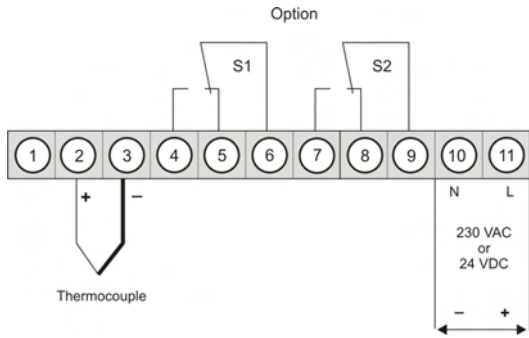 Option
S1 S2
1 2 3 4 5 6 7 8 9 10 11
+ − N L
230 VAC
or
24 VDC
Thermocouple
− +